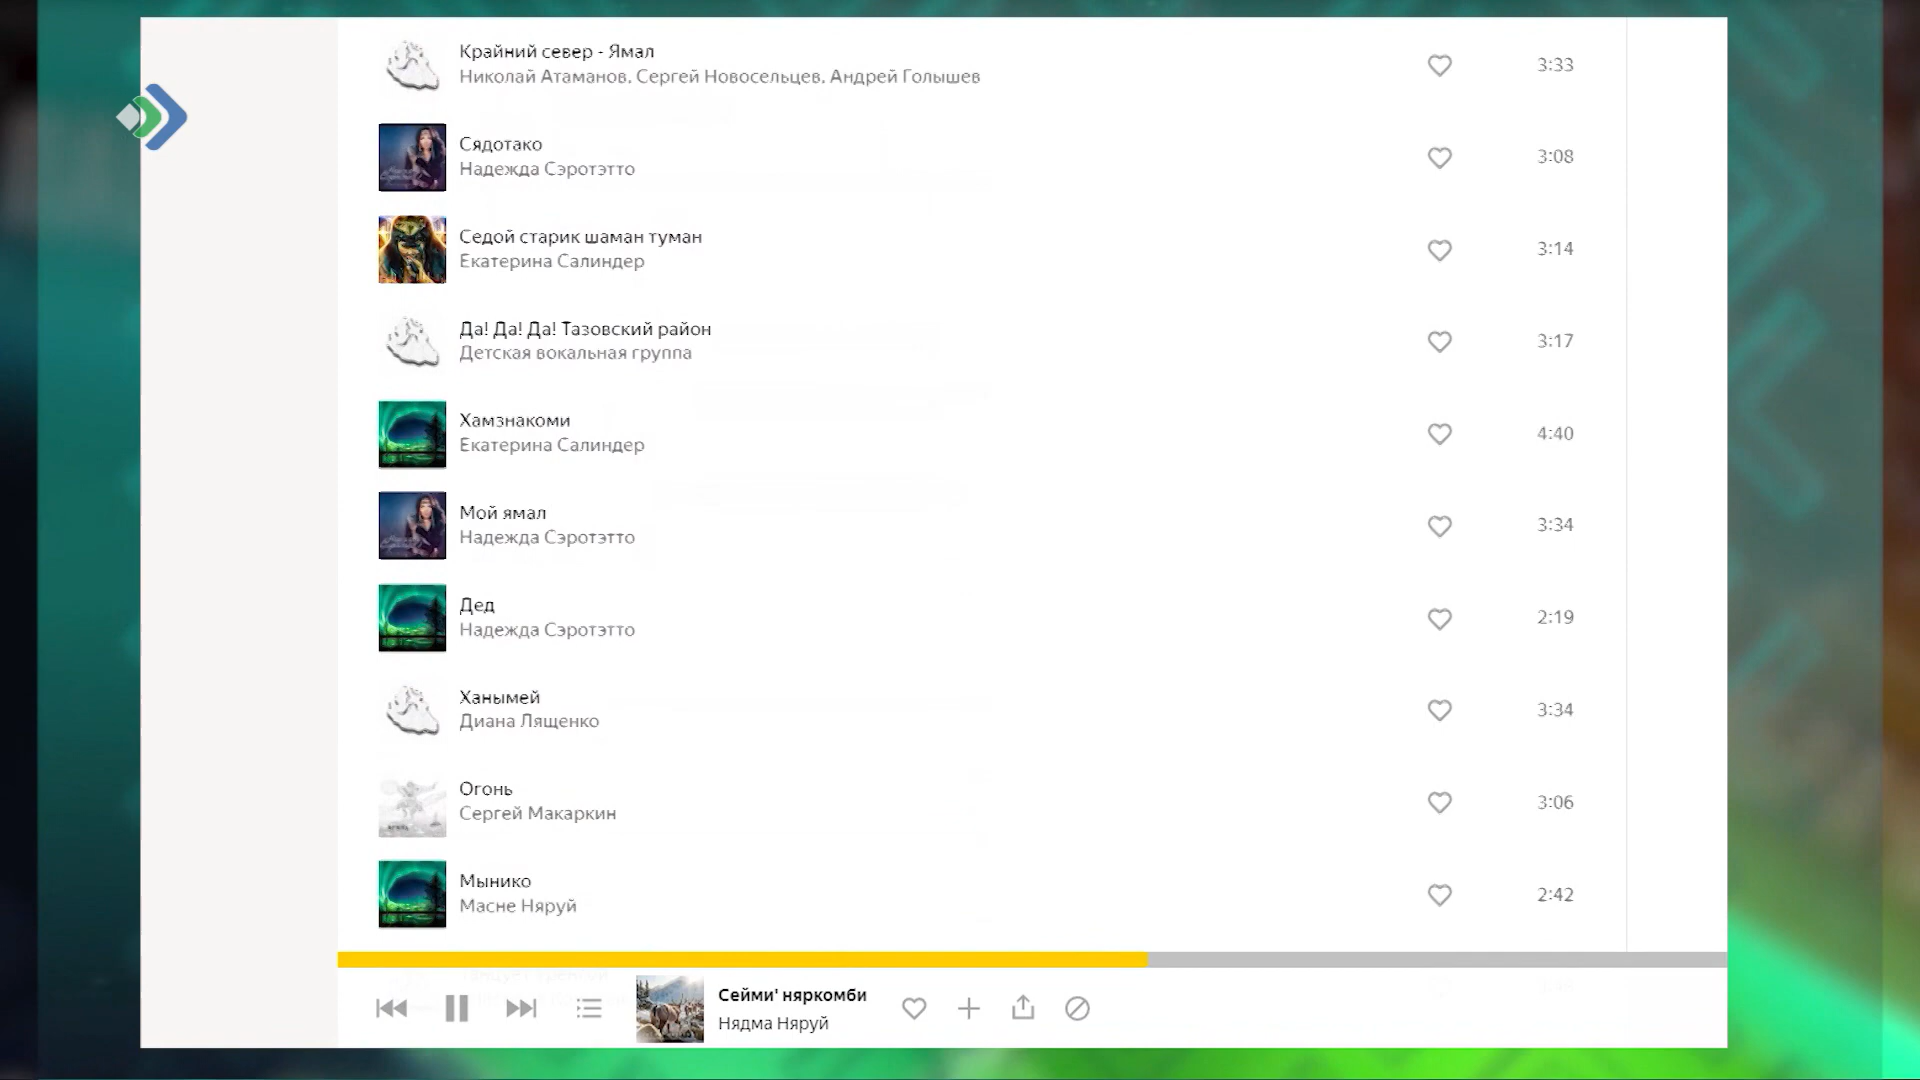 Крайний север - Ямал
Николай Атаманов, Сергей Новосельцев, Андрей Голышев
3:33
Сядотако
Надежда Сэротэтто
3:08
Седой старик шаман туман
Екатерина Салиндер
3:14
Да! Да! Да! Тазовский район
Детская вокальная группа
3:17
Хамзнакоми
Екатерина Салиндер
4:40
Мой ямал
Надежда Сэротэтто
3:34
Дед
Надежда Сэротэтто
2:19
Ханымей
Диана Лященко
3:34
Огонь
Сергей Макаркин
3:06
Мынико
Масне Няруй
2:42
Сейми' няркомби
Нядма Няруй